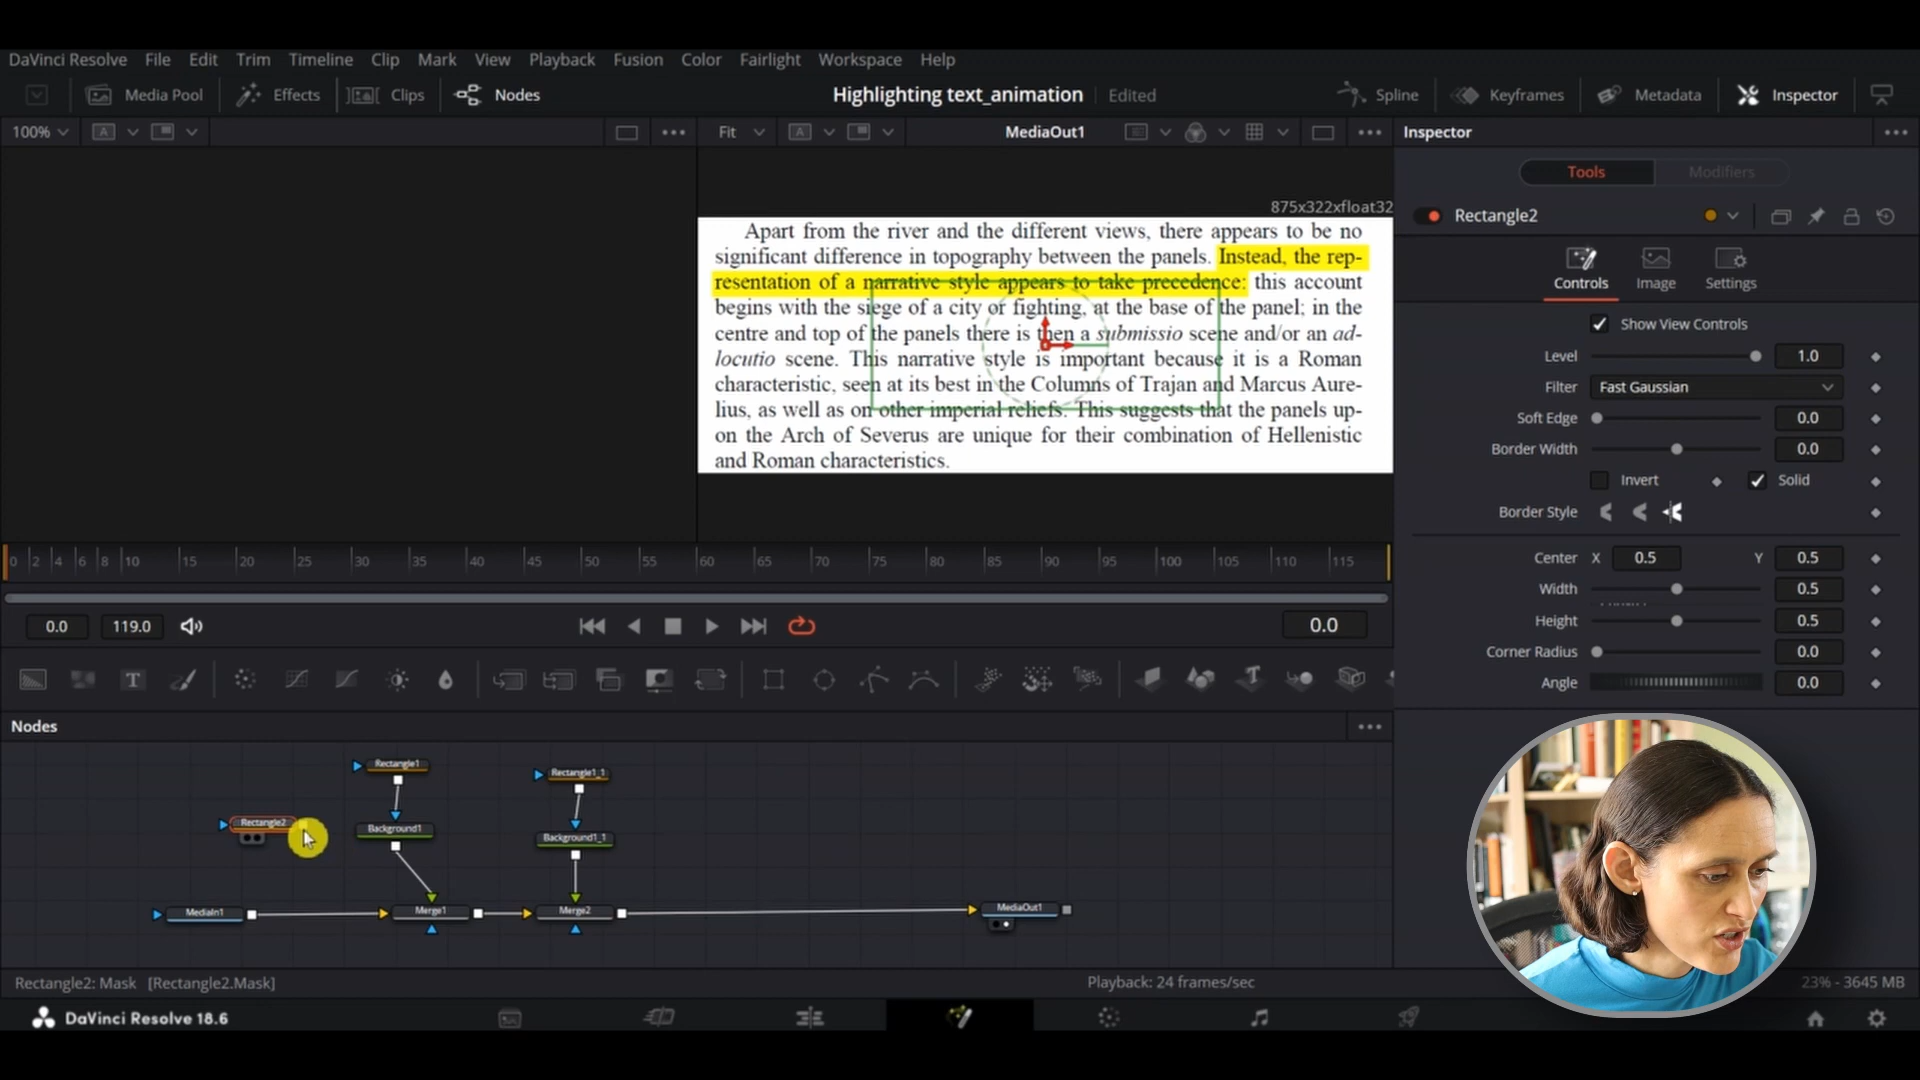 DaVinci Resolve File Edit Trim Timeline Clip Mark View Playback Fusion Color Fairlight Workspace Help
Media Pool Effects Clips Nodes Highlighting text_animation Edited Spline Keyframes Metadata Inspector
100% A Fit A MediaOut1 Inspector
Tools Modifiers
875x322xfloat32
Rectangle2
Controls Image Settings
Apart from the river and the different views, there appears to be no
significant difference in topography between the panels. Instead, the rep-
resentation of a narrative style appears to take precedence: this account
begins with the siege of a city or fighting, at the base of the panel; in the
centre and top of the panels there is then a submissio scene and/or an ad-
locutio scene. This narrative style is important because it is a Roman
characteristic, seen at its best in the Columns of Trajan and Marcus Aure-
lius, as well as on other imperial reliefs. This suggests that the panels up-
on the Arch of Severus are unique for their combination of Hellenistic
and Roman characteristics.
Show View Controls
Level 1.0
Filter Fast Gaussian
Soft Edge 0.0
Border Width 0.0
Invert Solid
Border Style
Center X 0.5 Y 0.5
Width 0.5
Height 0.5
Corner Radius 0.0
Angle 0.0
0 2 4 6 8 10 15 20 25 30 35 40 45 50 55 60 65 70 75 80 85 90 95 100 105 110 115
0.0 119.0 0.0
T T
Nodes
Rectangle1 Rectangle1_1
Rectangle2 Background1 Background1_1
MediaIn1 Merge1 Merge2 MediaOut1
Rectangle2: Mask [Rectangle2.Mask] Playback: 24 frames/sec 23% - 3645 MB
DaVinci Resolve 18.6